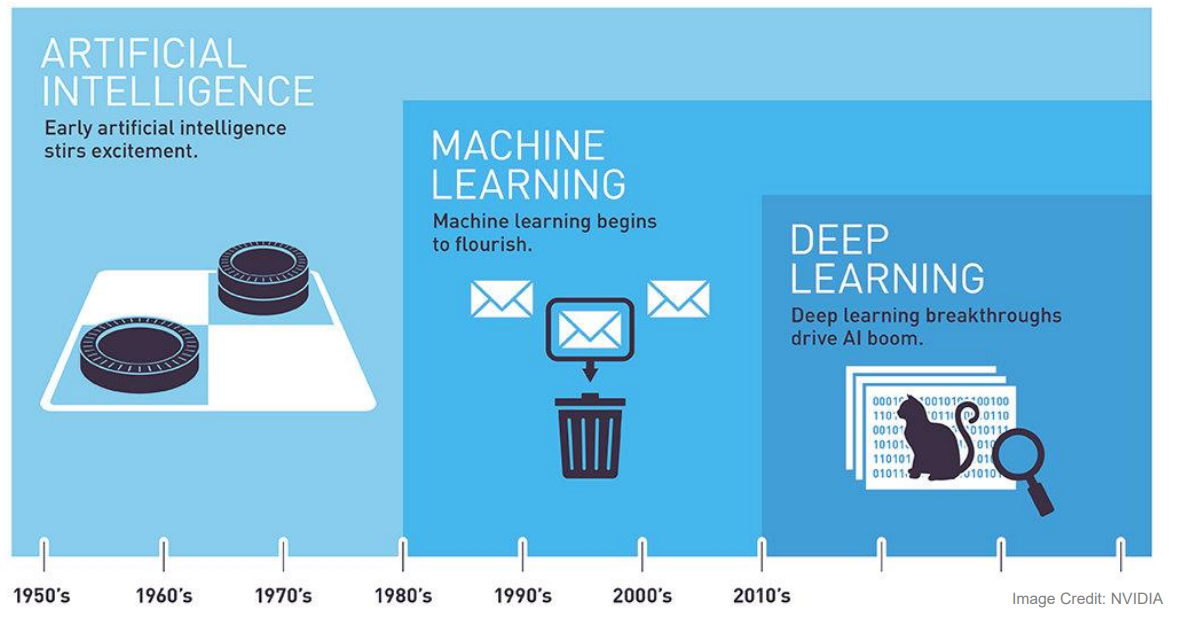 ARTIFICIAL
INTELLIGENCE
Early artificial intelligence
stirs excitement.
MACHINE
LEARNING
Machine learning begins
to flourish.
DEEP
LEARNING
Deep learning breakthroughs
drive AI boom.
1950's
1960's
1970's
1980's
1990's
2000's
2010's
Image Credit: NVIDIA